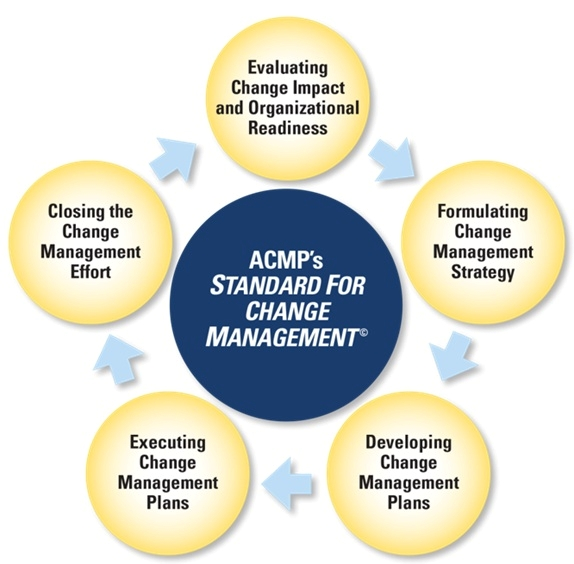 Evaluating
Change Impact
and Organizational
Readiness
Formulating
Change
Management
Strategy
Developing
Change
Management
Plans
Executing
Change
Management
Plans
Closing the
Change
Management
Effort
ACMP's
STANDARD FOR
CHANGE
MANAGEMENT©